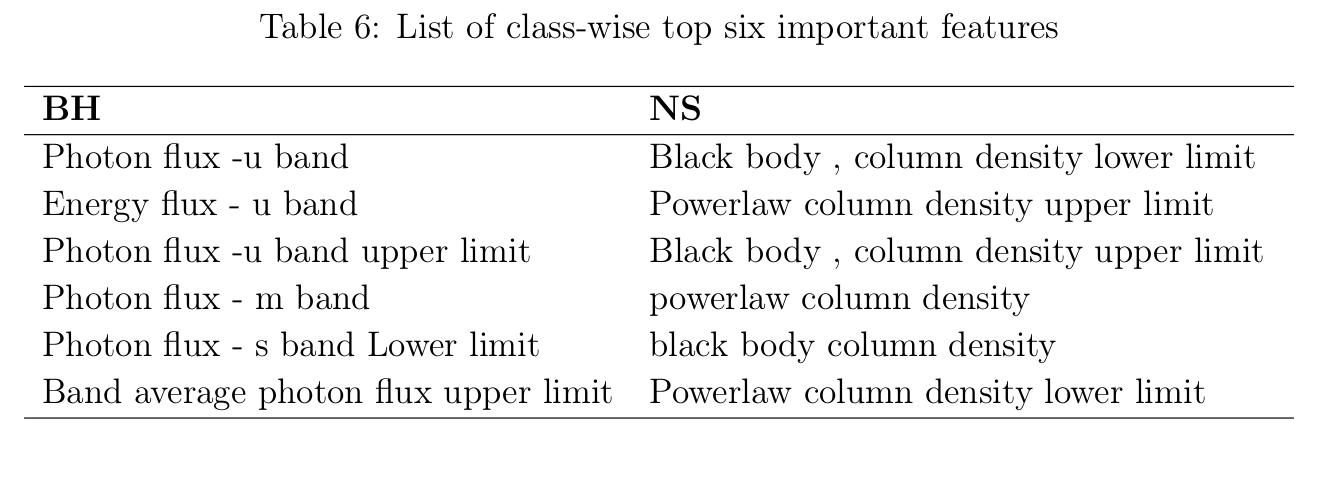 Table 6: List of class-wise top six important features
BH NS
Photon flux -u band Black body , column density lower limit
Energy flux - u band Powerlaw column density upper limit
Photon flux -u band upper limit Black body , column density upper limit
Photon flux - m band powerlaw column density
Photon flux - s band Lower limit black body column density
Band average photon flux upper limit Powerlaw column density lower limit